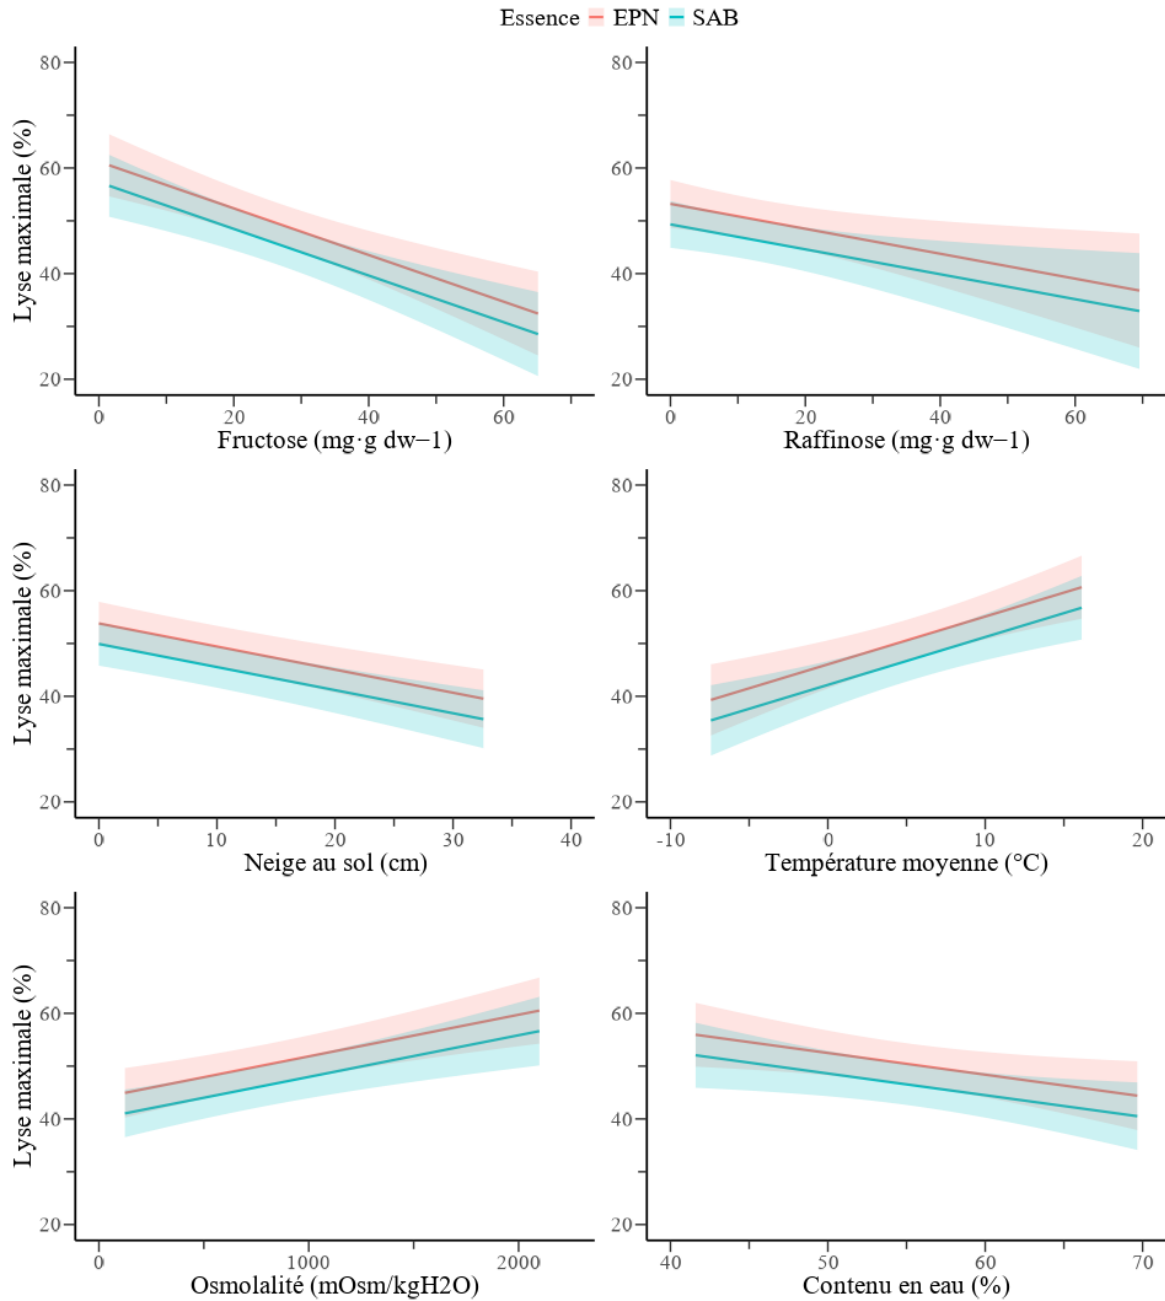 Essence EPN SAB
80
60
40
20
Lyse maximale (%)
0 20 40 60
Fructose (mg·g dw−1)
0 20 40 60
Raffinose (mg·g dw−1)
80
60
40
20
Lyse maximale (%)
0 10 20 30 40
Neige au sol (cm)
80
60
40
20
-10 0 10 20
Température moyenne (°C)
80
60
40
20
Lyse maximale (%)
0 1000 2000
Osmolalité (mOsm/kgH2O)
80
60
40
20
40 50 60 70
Contenu en eau (%)
80
60
40
20